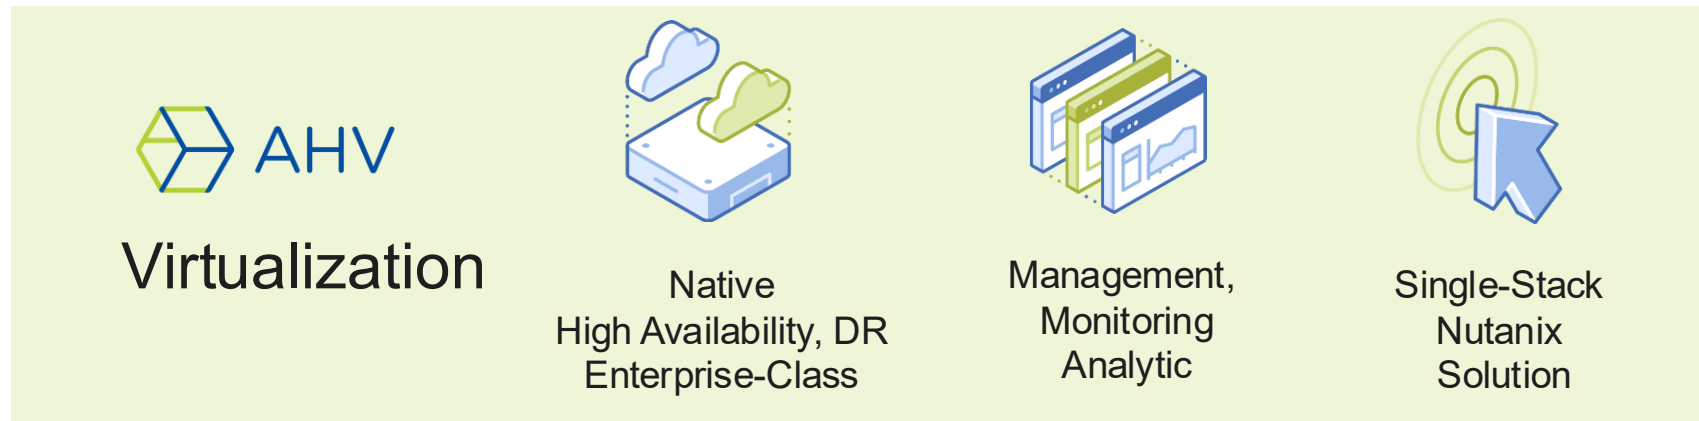 AHV
Virtualization
Native
High Availability, DR
Enterprise-Class
Management,
Monitoring
Analytic
Single-Stack
Nutanix
Solution